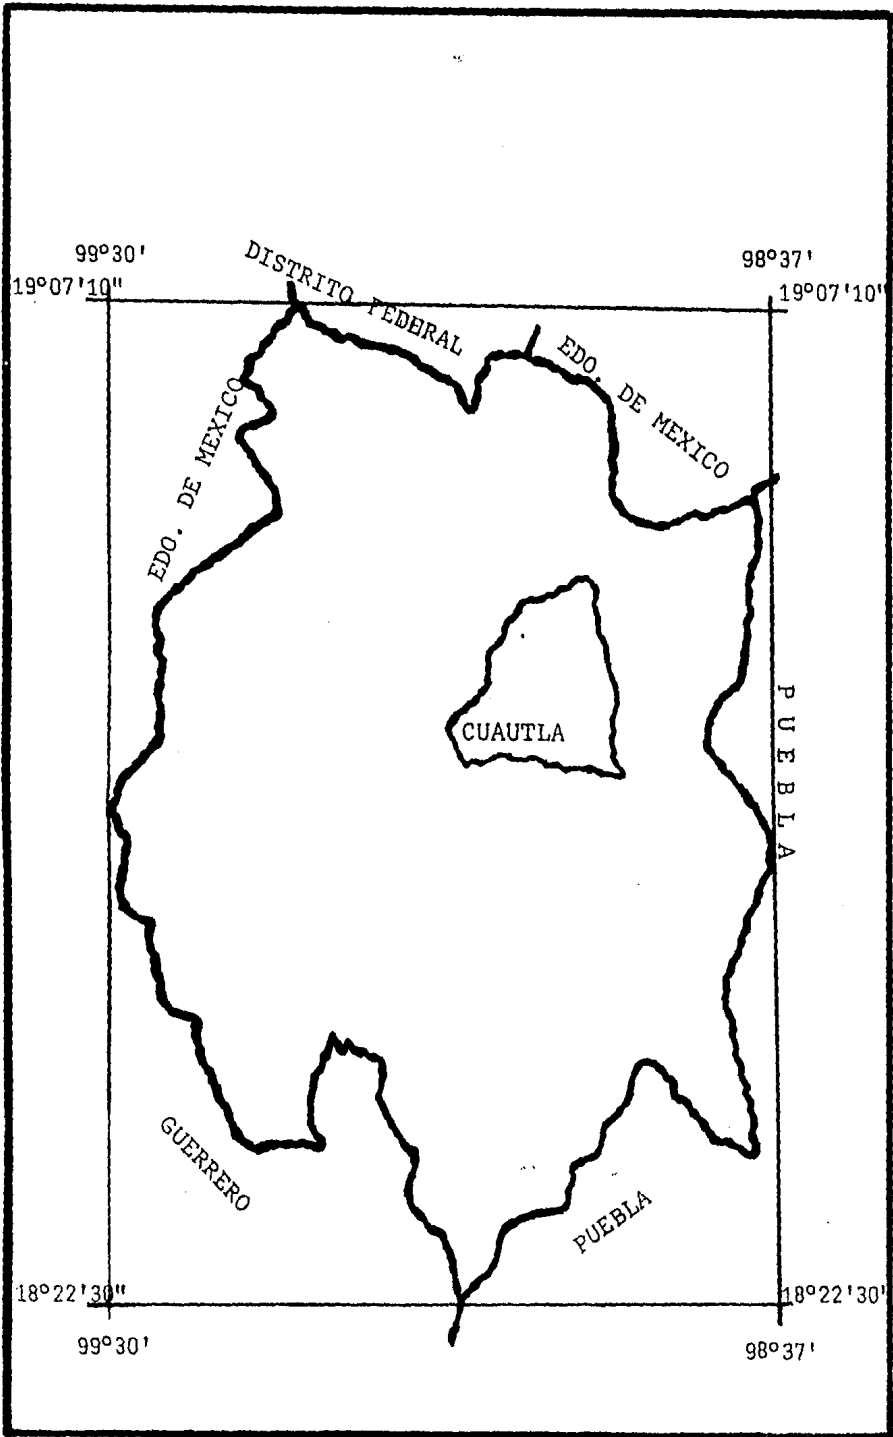 99°30'
98°37'
19°07'10"
19°07'10"
DISTRITO FEDERAL
EDO. DE MEXICO
EDO. DE MEXICO
CUAUTLA
PUEBLA
GUERRERO
PUEBLA
18°22'30"
18°22'30"
99°30'
98°37'